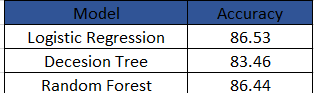 Model Accuracy
Logistic Regression 86.53
Decesion Tree 83.46
Random Forest 86.44